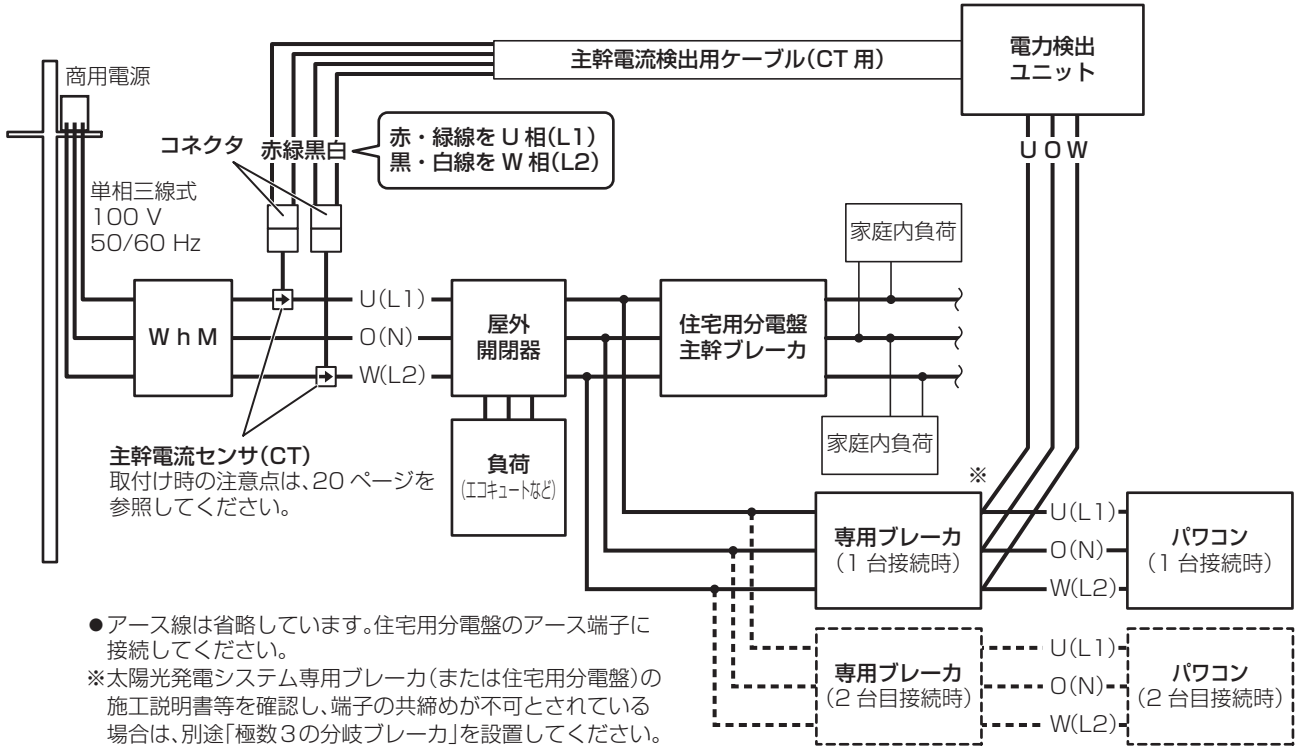 主幹電流検出用ケーブル(CT 用)
電力検出
ユニット
商用電源
コネクタ
赤緑黒白
赤・緑線を U 相(L1)
黒・白線を W 相(L2)
U O W
単相三線式
100 V
50/60 Hz
家庭内負荷
W h M
U(L1)
O(N)
W(L2)
屋外
開閉器
住宅用分電盤
主幹ブレーカ
主幹電流センサ(CT)
取付け時の注意点は、20 ページを
参照してください。
負荷
(エコキュートなど)
家庭内負荷
※
専用ブレーカ
(1 台接続時)
U(L1)
O(N)
W(L2)
パワコン
(1 台接続時)
専用ブレーカ
(2 台目接続時)
U(L1)
O(N)
W(L2)
パワコン
(2 台目接続時)
●アース線は省略しています。住宅用分電盤のアース端子に
接続してください。
※太陽光発電システム専用ブレーカ(または住宅用分電盤)の
施工説明書等を確認し、端子の共締めが不可とされている
場合は、別途「極数3の分岐ブレーカ」を設置してください。